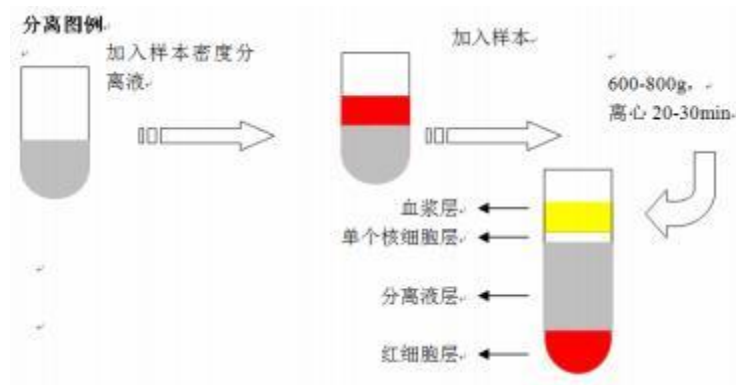 分离图例
加入样本密度分
离液
加入样本
600-800g，
离心 20-30min
血浆层
单个核细胞层
分离液层
红细胞层